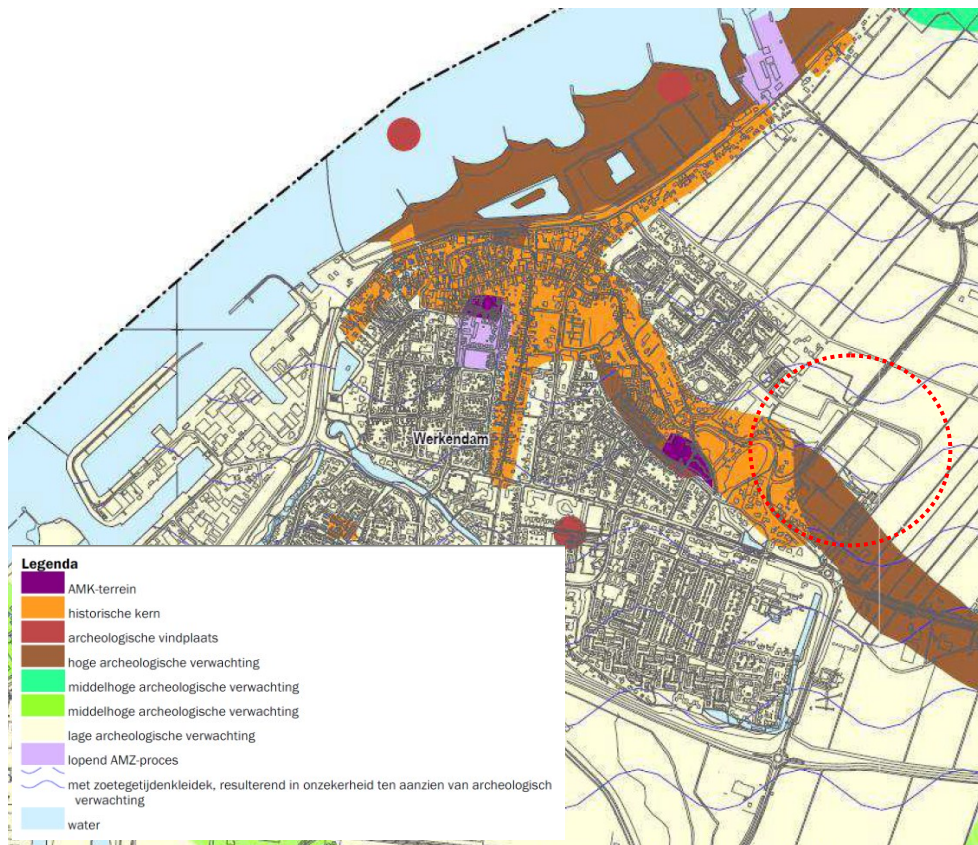 Werkendam
Legenda
AMK-terrein
historische kern
archeologische vindplaats
hoge archeologische verwachting
middelhoge archeologische verwachting
middelhoge archeologische verwachting
lage archeologische verwachting
lopend AMZ-proces
met zoetegetijdenkleidek, resulterend in onzekerheid ten aanzien van archeologisch
verwachting
water